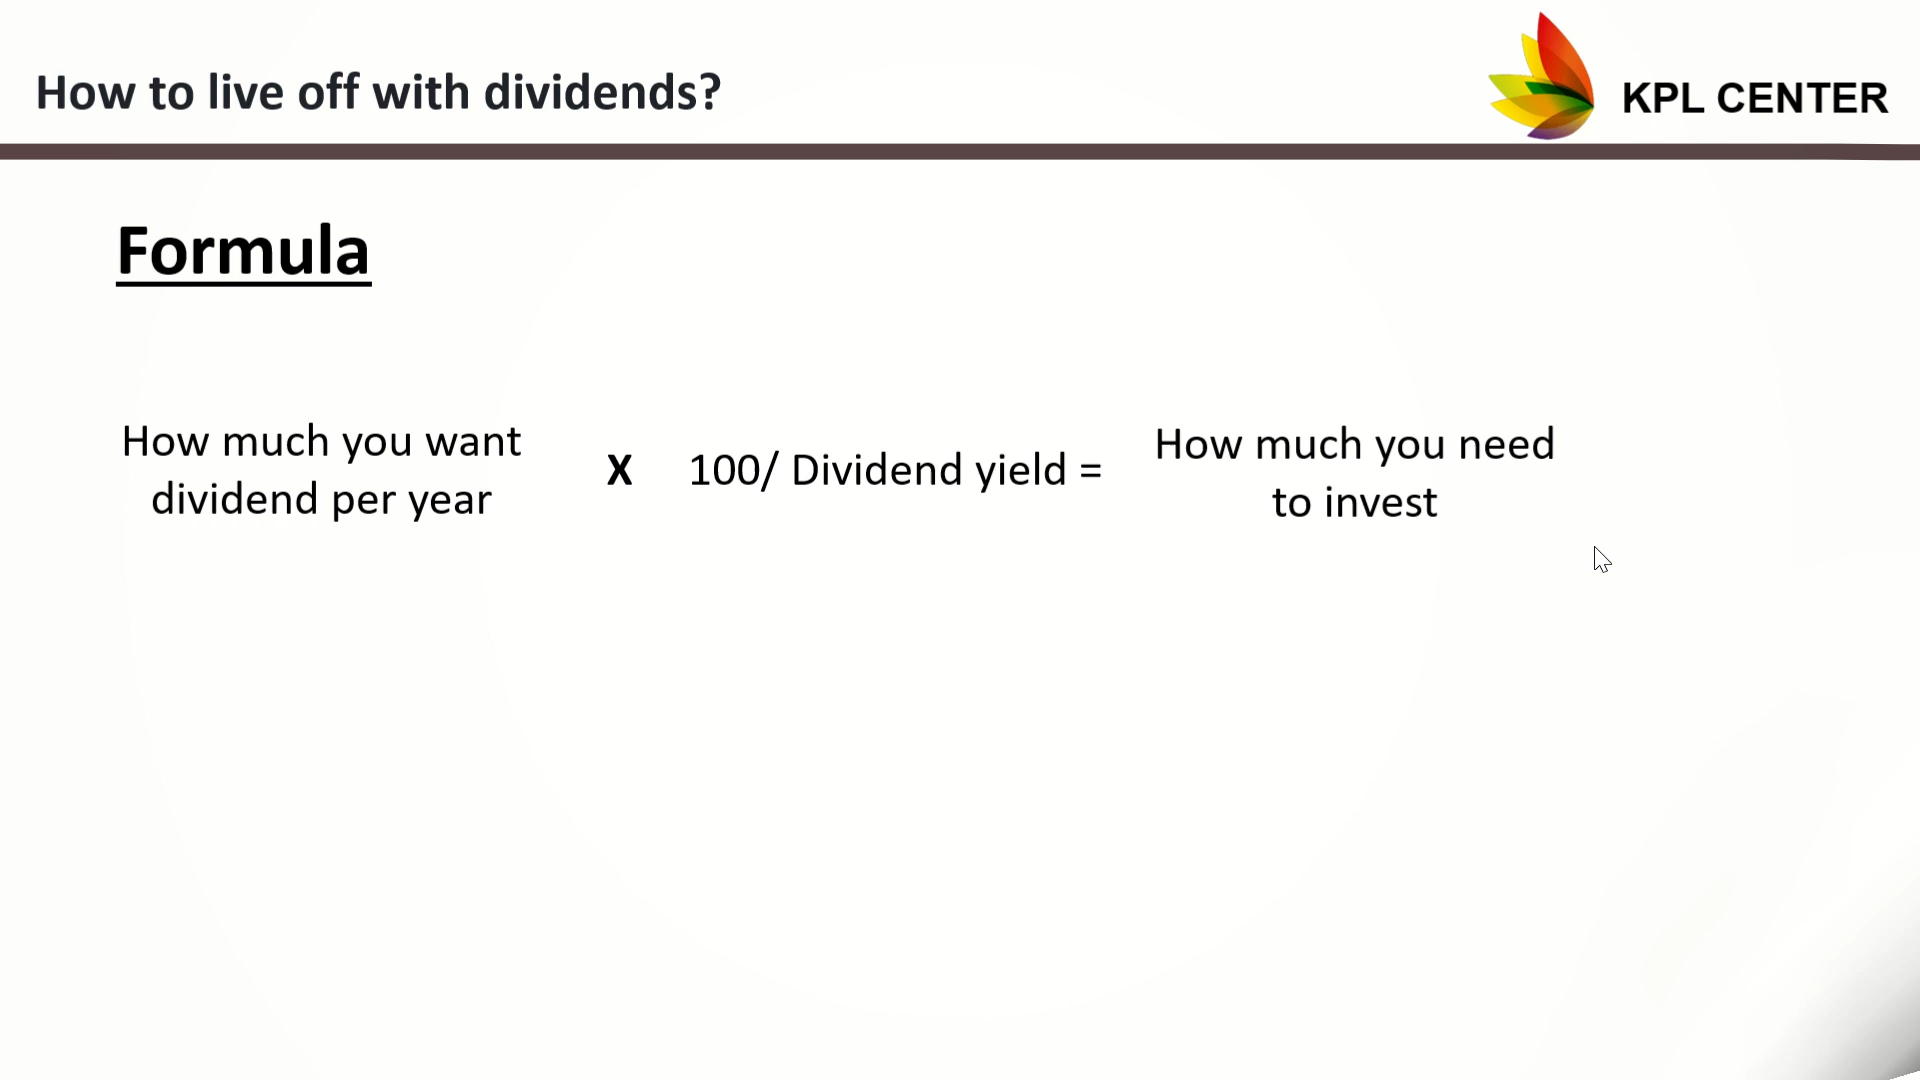 How to live off with dividends?
KPL CENTER
Formula
How much you want
dividend per year
X
100/ Dividend yield =
How much you need
to invest